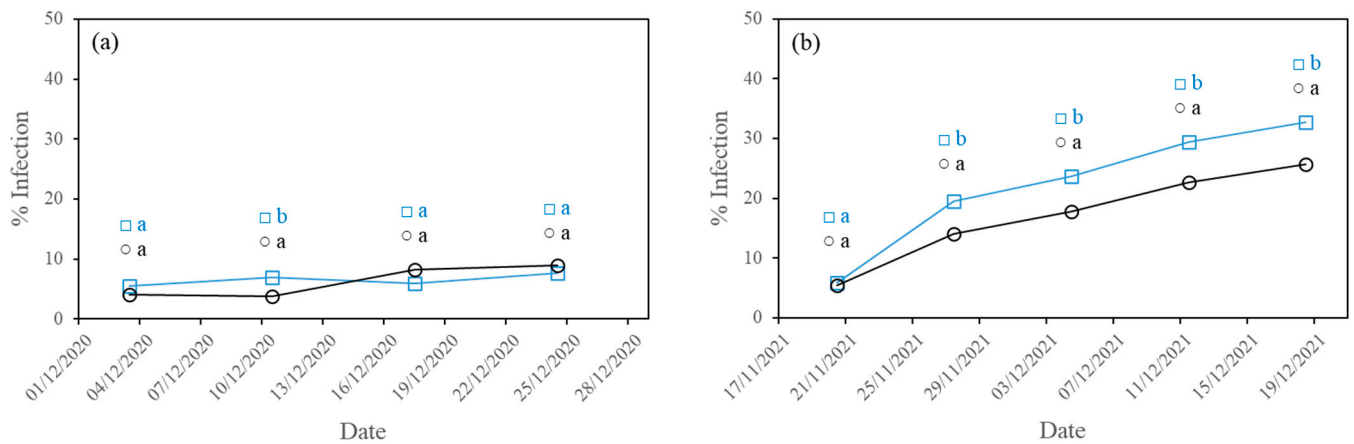 (a)
% Infection
50
40
30
20
10
0
a
a
b
a
a
a
a
a
01/12/2020
04/12/2020
07/12/2020
10/12/2020
13/12/2020
16/12/2020
19/12/2020
22/12/2020
25/12/2020
28/12/2020
Date
(b)
% Infection
50
40
30
20
10
0
a
a
b
a
b
a
b
a
b
a
17/11/2021
21/11/2021
25/11/2021
29/11/2021
03/12/2021
07/12/2021
11/12/2021
15/12/2021
19/12/2021
Date